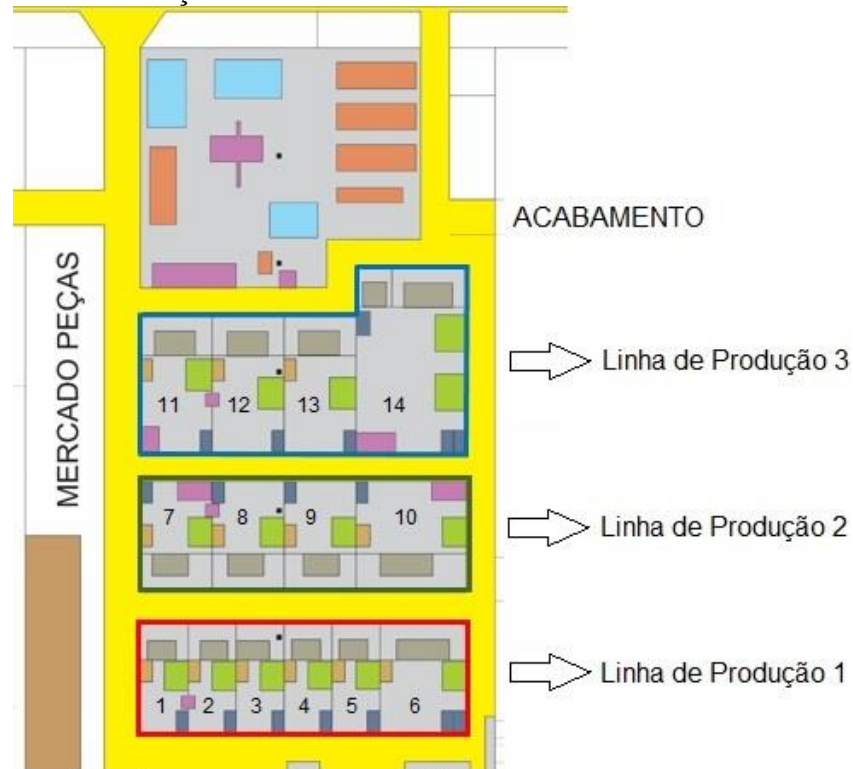 ACABAMENTO
MERCADO PEÇAS
Linha de Produção 3
11 12 13 14
7 8 9 10
Linha de Produção 2
1 2 3 4 5 6
Linha de Produção 1